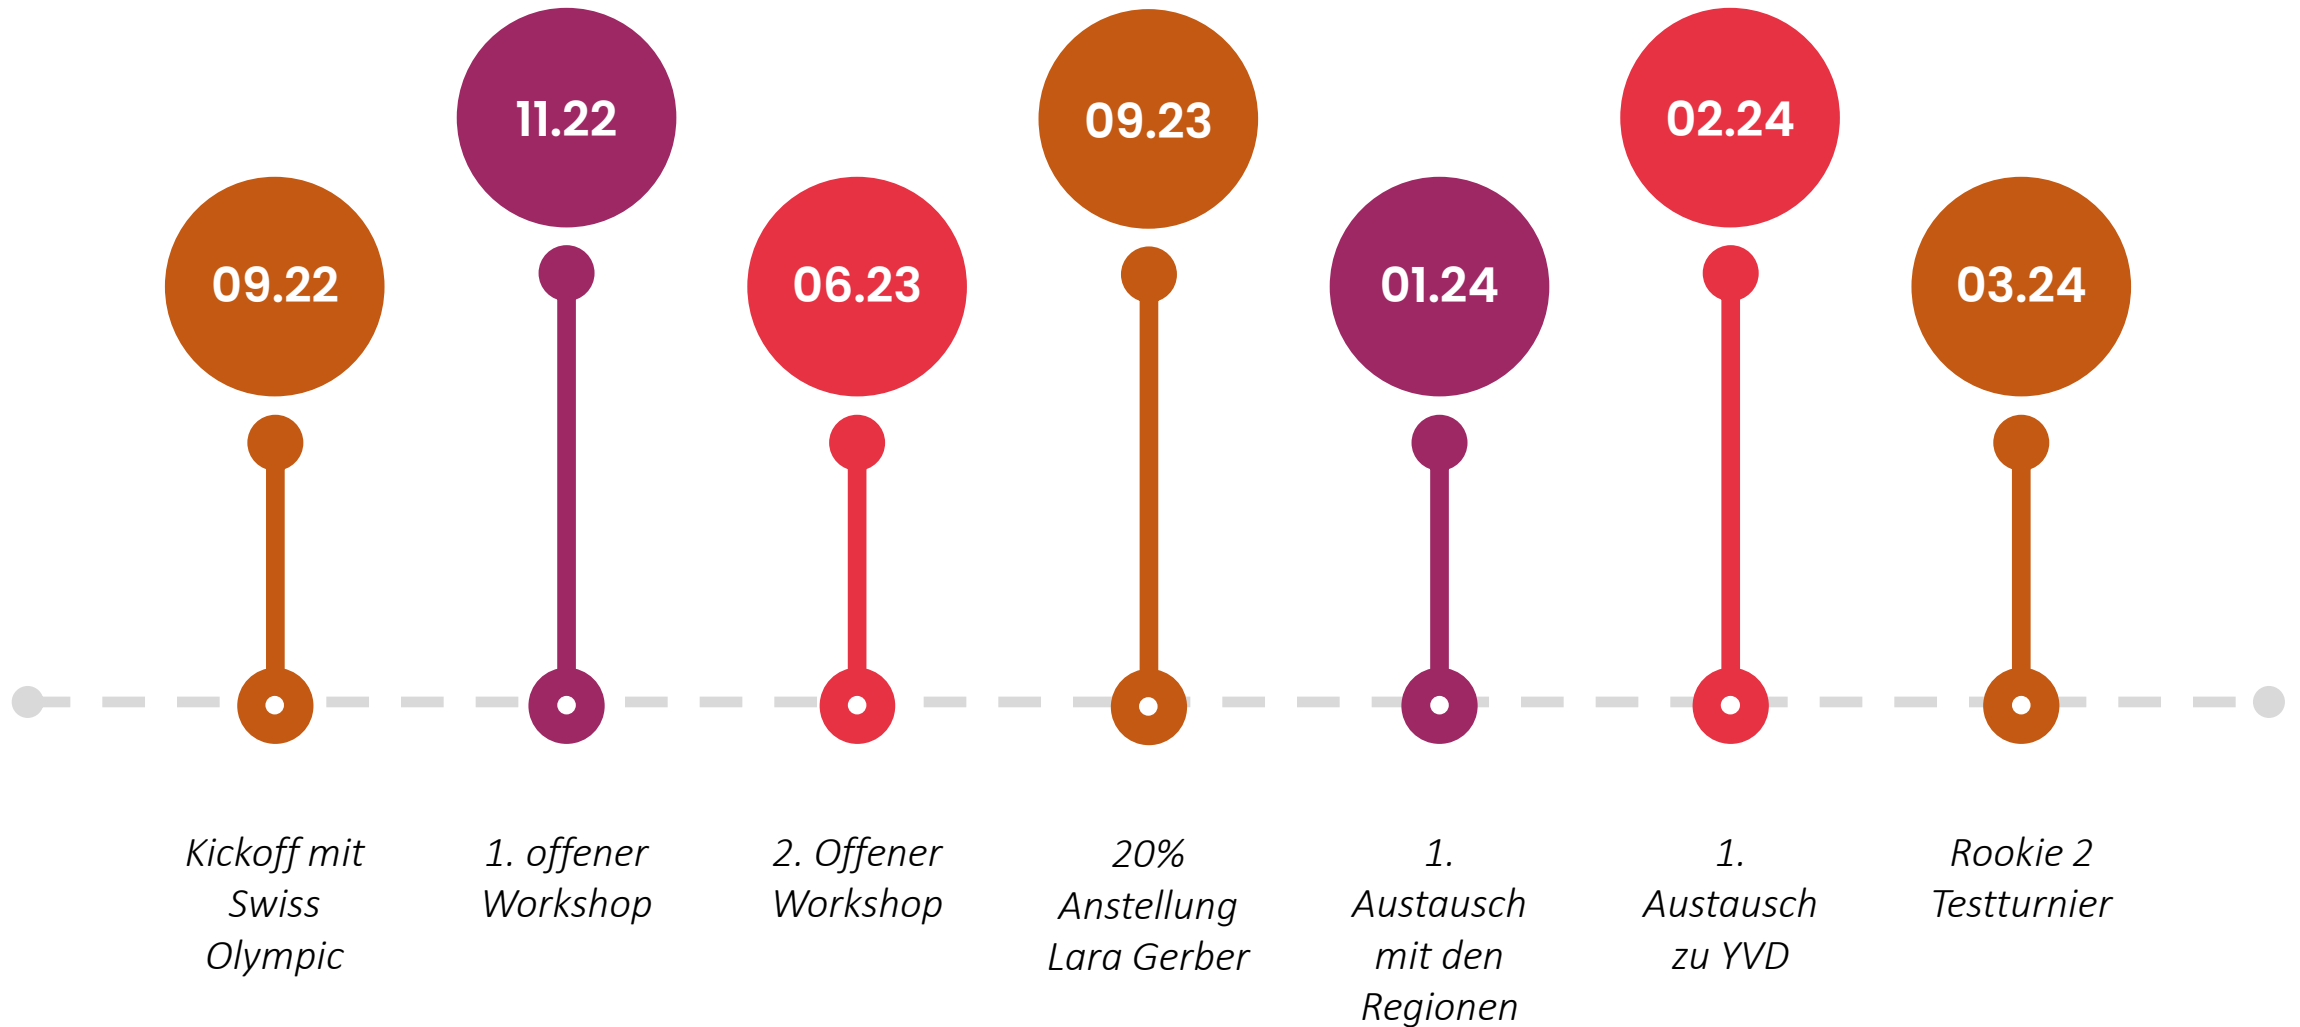 09.22
11.22
06.23
09.23
01.24
02.24
03.24
Kickoff mit
Swiss
Olympic
1. offener
Workshop
2. Offener
Workshop
20%
Anstellung
Lara Gerber
1.
Austausch
mit den
Regionen
1.
Austausch
zu YVD
Rookie 2
Testturnier